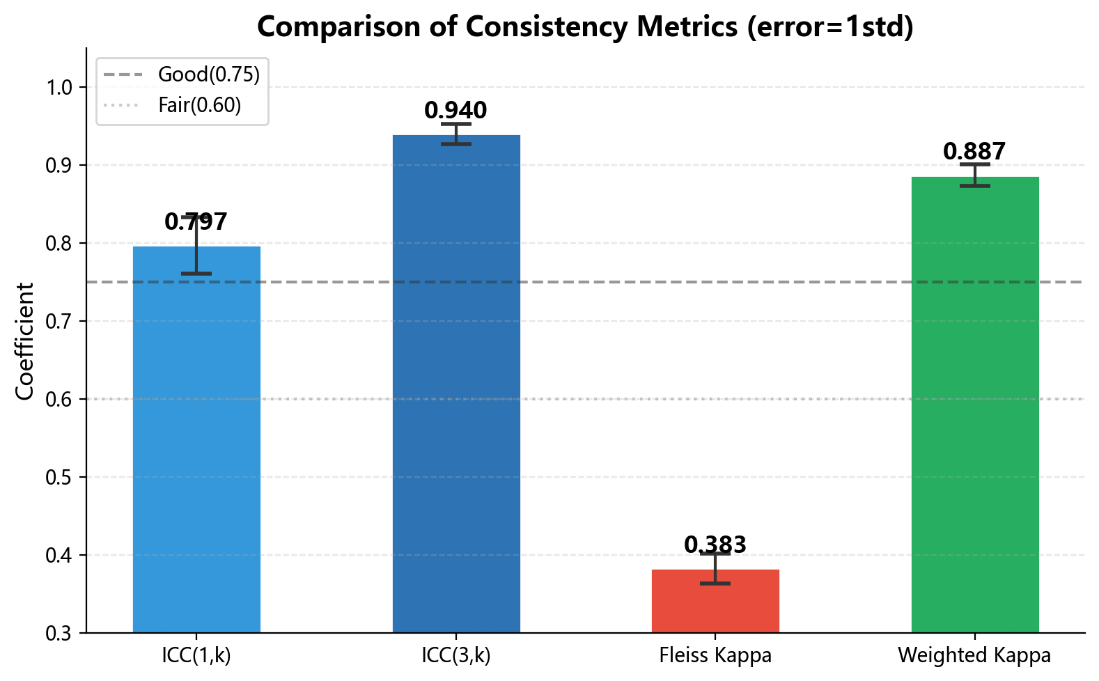 Comparison of Consistency Metrics (error=1std)
Good(0.75)
Fair(0.60)
Coefficient
1.0
0.9
0.8
0.7
0.6
0.5
0.4
0.3
0.797
0.940
0.383
0.887
ICC(1,k)
ICC(3,k)
Fleiss Kappa
Weighted Kappa